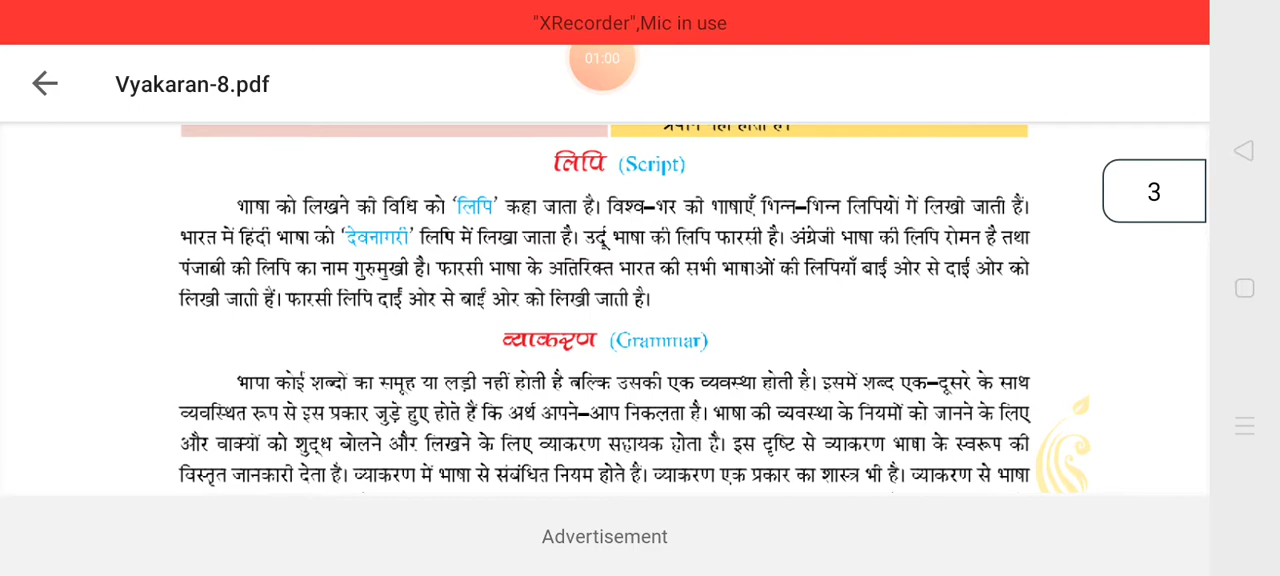 "XRecorder",Mic in use
01:00
Vyakaran-8.pdf
लिपि (Script)
3
भाषा को लिखने की विधि को ‘लिपि’ कहा जाता है। विश्व–भर की भाषाएँ भिन्न–भिन्न लिपियों में लिखी जाती हैं।
भारत में हिंदी भाषा को ‘देवनागरी’ लिपि में लिखा जाता है। उर्दू भाषा की लिपि फारसी है। अंग्रेजी भाषा की लिपि रोमन है तथा
पंजाबी की लिपि का नाम गुरुमुखी है। फारसी भाषा के अतिरिक्त भारत की सभी भाषाओं की लिपियाँ बाईं ओर से दाईं ओर को
लिखी जाती हैं। फारसी लिपि दाईं ओर से बाईं ओर को लिखी जाती है।
व्याकरण (Grammar)
भाषा कोई शब्दों का समूह या लड़ी नहीं होती है बल्कि उसकी एक व्यवस्था होती है। इसमें शब्द एक–दूसरे के साथ
व्यवस्थित रूप से इस प्रकार जुड़े हुए होते हैं कि अर्थ अपने–आप निकलता है। भाषा की व्यवस्था के नियमों को जानने के लिए
और वाक्यों को शुद्ध बोलने और लिखने के लिए व्याकरण सहायक होता है। इस दृष्टि से व्याकरण भाषा के स्वरूप की
विस्तृत जानकारी देता है। व्याकरण में भाषा से संबंधित नियम होते हैं। व्याकरण एक प्रकार का शास्त्र भी है। व्याकरण से भाषा
Advertisement